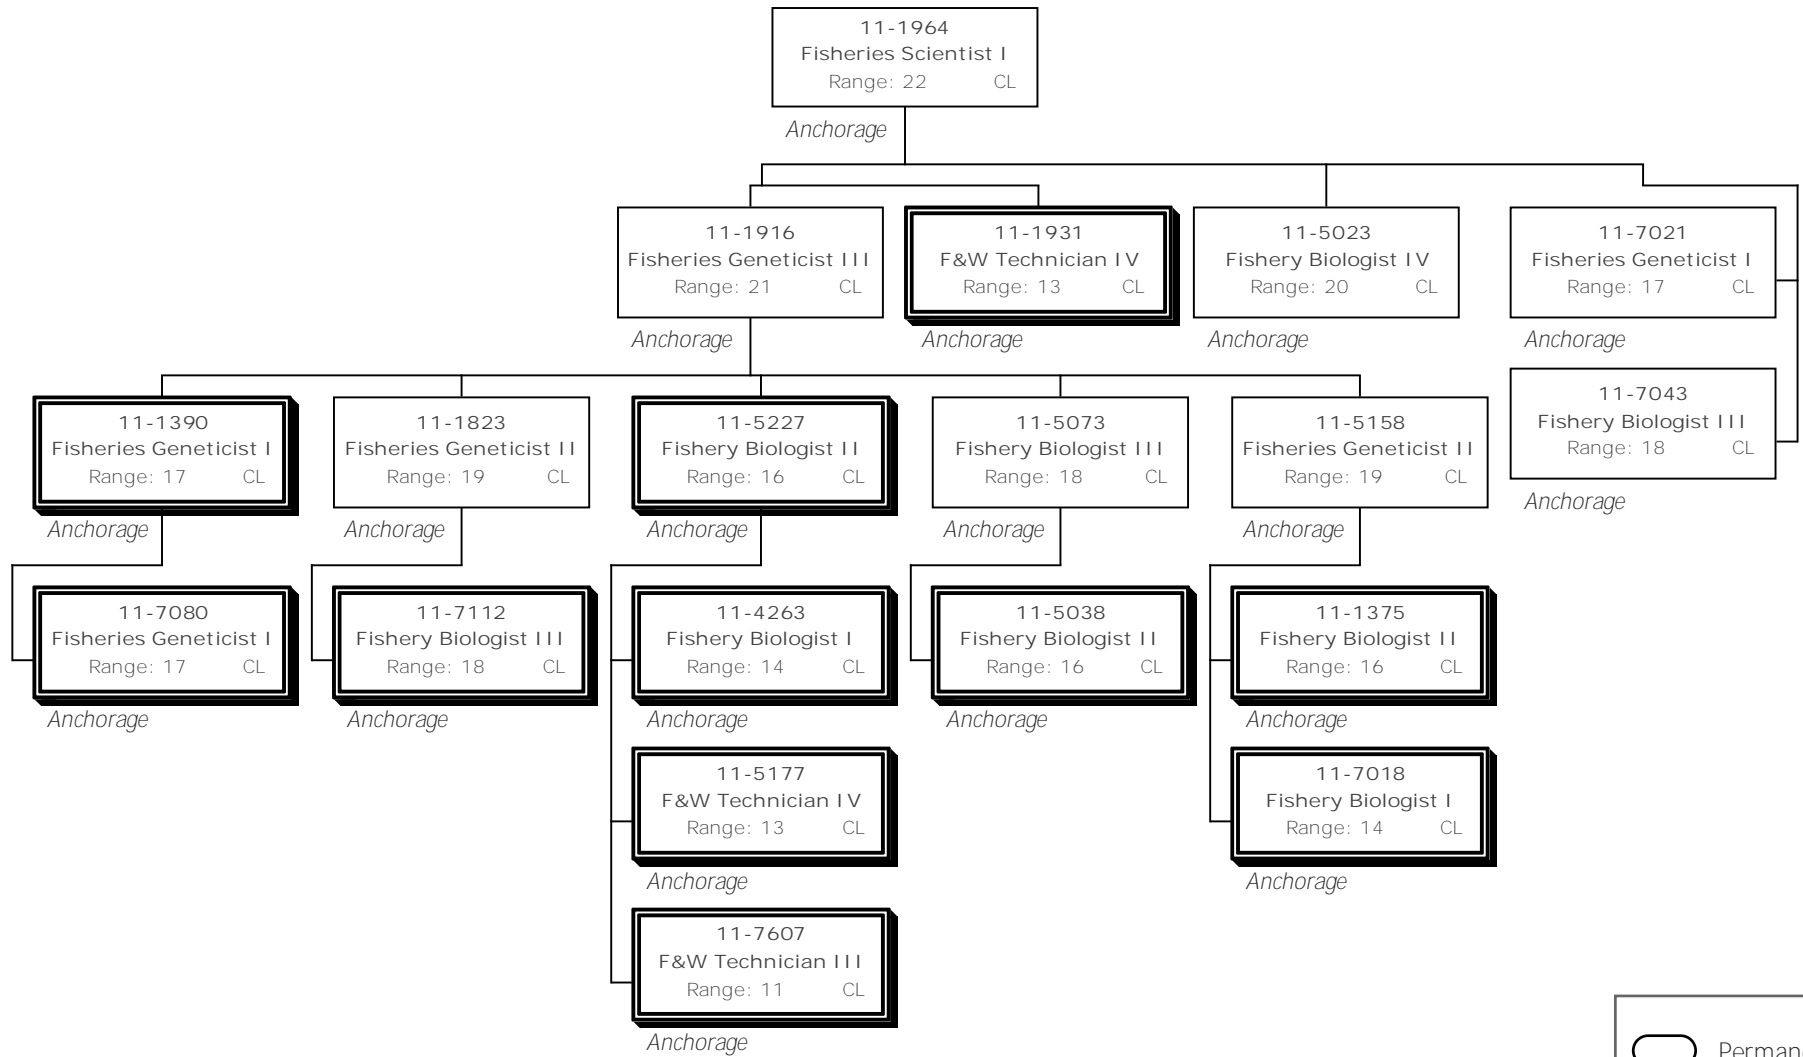 11-1964
Fisheries Scientist I
Range: 22 CL
Anchorage
11-1916
Fisheries Geneticist III
Range: 21 CL
Anchorage
11-1931
F&W Technician IV
Range: 13 CL
Anchorage
11-5023
Fishery Biologist IV
Range: 20 CL
Anchorage
11-7021
Fisheries Geneticist I
Range: 17 CL
Anchorage
11-7043
Fishery Biologist III
Range: 18 CL
Anchorage
11-1390
Fisheries Geneticist I
Range: 17 CL
Anchorage
11-1823
Fisheries Geneticist II
Range: 19 CL
Anchorage
11-5227
Fishery Biologist II
Range: 16 CL
Anchorage
11-5073
Fishery Biologist III
Range: 18 CL
Anchorage
11-5158
Fisheries Geneticist II
Range: 19 CL
Anchorage
11-7080
Fisheries Geneticist I
Range: 17 CL
Anchorage
11-7112
Fishery Biologist III
Range: 18 CL
Anchorage
11-4263
Fishery Biologist I
Range: 14 CL
Anchorage
11-5038
Fishery Biologist II
Range: 16 CL
Anchorage
11-1375
Fishery Biologist II
Range: 16 CL
Anchorage
11-5177
F&W Technician IV
Range: 13 CL
Anchorage
11-7018
Fishery Biologist I
Range: 14 CL
Anchorage
11-7607
F&W Technician III
Range: 11 CL
Anchorage